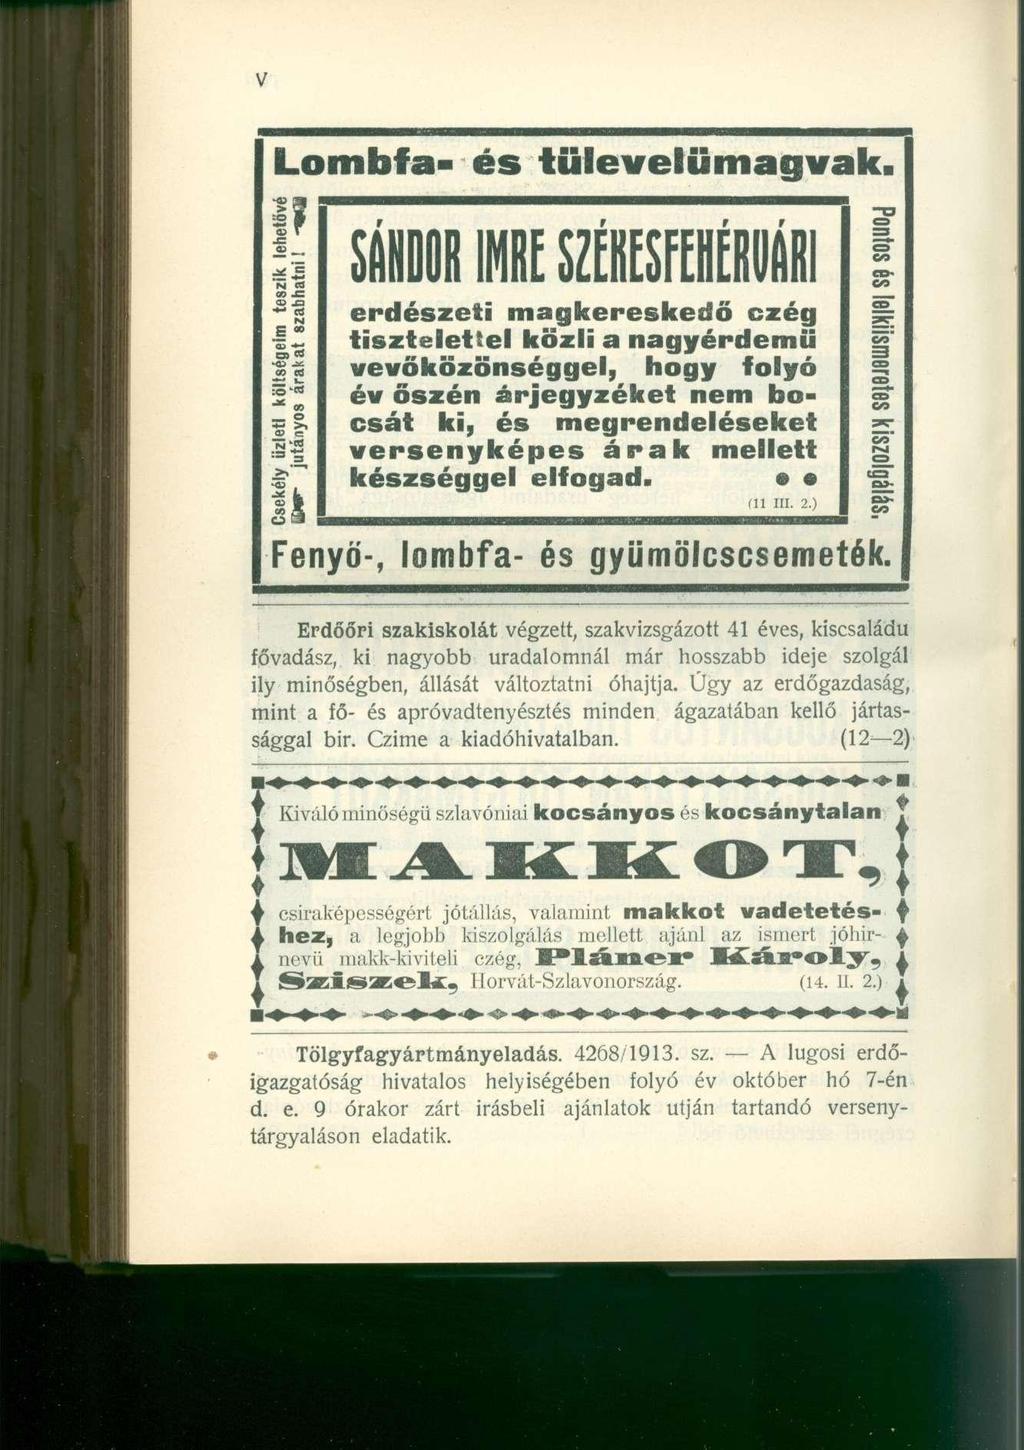 V
Lombfa- és tülevelümagvak.
Csekély üzleti költségeim teszik lehetővé
jutányos árakat szabhatni!
SÁNDOR IMRE SZÉKESFEHÉRVÁRI
erdészeti magkereskedő czég
tisztelettel közli a nagyérdemü
vevőközönséggel, hogy folyó
év őszén árjegyzéket nem bo-
csát ki, és megrendeléseket
versenyképes árak mellett
készséggel elfogad.
(11 III. 2.)
Pontos és lelkiismeretes kiszolgálás.
Fenyő-, lombfa- és gyümölcscsemeték.
Erdőőri szakiskolát végzett, szakvizsgázott 41 éves, kiscsaládu
fővadász, ki nagyobb uradalomnál már hosszabb ideje szolgál
ily minőségben, állását változtatni óhajtja. Úgy az erdőgazdaság,
mint a fő- és apróvadtenyésztés minden ágazatában kellő jártas-
sággal bir. Czime a kiadóhivatalban. (12—2)
Kiváló minőségü szlavóniai kocsányos és kocsánytalan
MAKKOT,
csiraképességért jótállás, valamint makkot vadetetés-
hez, a legjobb kiszolgálás mellett ajánl az ismert jóhir-
nevü makk-kiviteli czég, Pláner Károly,
Sziszek, Horvát-Szlavonország. (14. II. 2.)
Tölgyfagyártmányeladás. 4268/1913. sz. — A lugosi erdő-
igazgatóság hivatalos helyiségében folyó év október hó 7-én
d. e. 9 órakor zárt irásbeli ajánlatok utján tartandó verseny-
tárgyaláson eladatik.